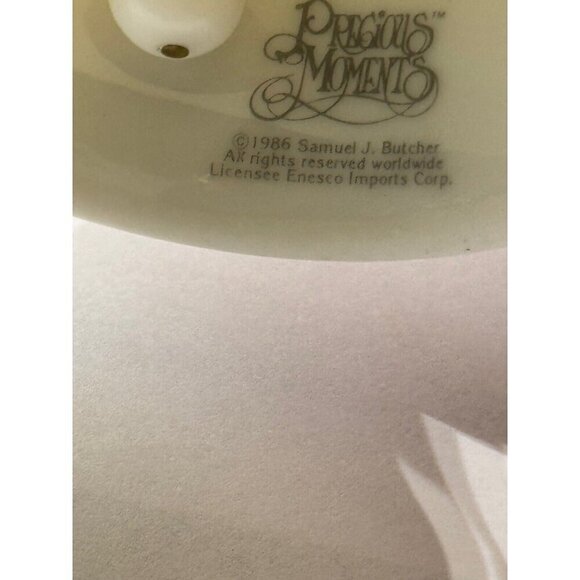 PRECIOUS™
MOMENTS
©1986 Samuel J. Butcher
All rights reserved worldwide
Licensee Enesco Imports Corp.